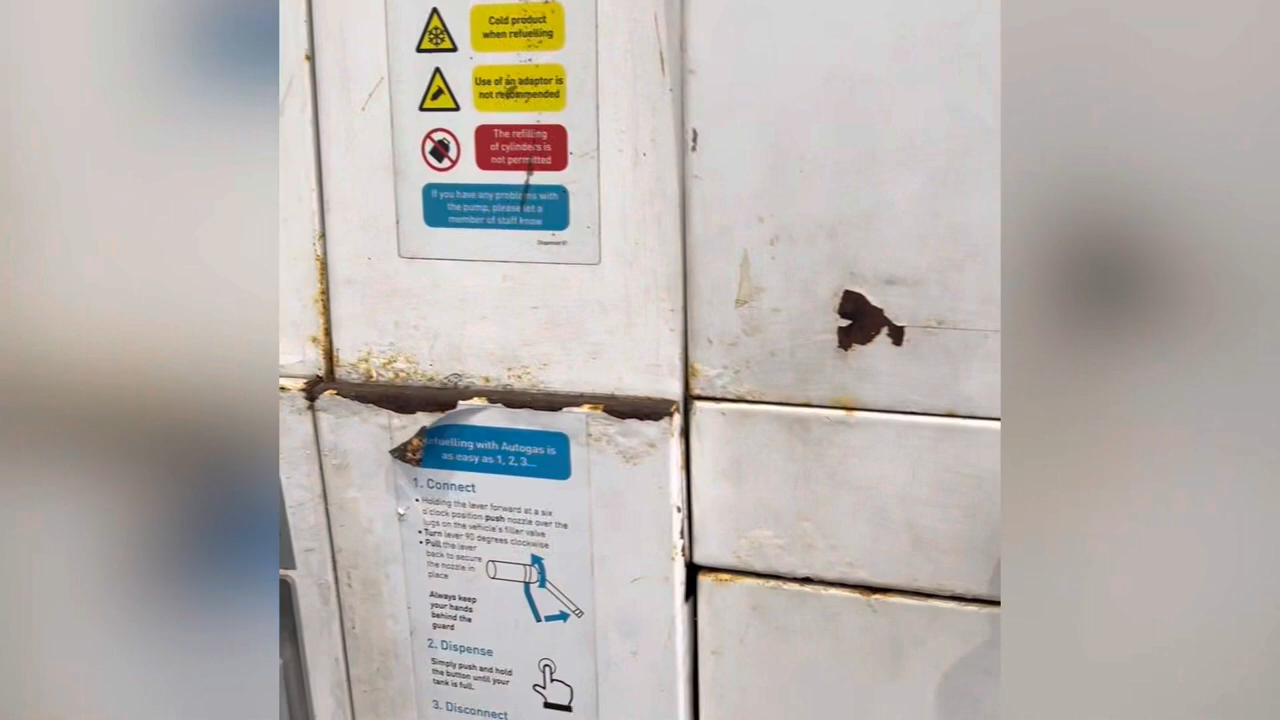 Cold product
when refuelling
Use of an adaptor is
not recommended
The refilling
of cylinders is
not permitted
If you have any problems with
the pump, please let a
member of staff know
Refuelling with Autogas is
as easy as 1, 2, 3...
1. Connect
• Holding the lever forward at a six
o'clock position push nozzle over the
lugs on the vehicle's filler valve
• Turn lever 90 degrees clockwise
• Pull the lever
back to secure
the nozzle in
place
Always keep
your hands
behind the
guard
2. Dispense
Simply push and hold
the button until your
tank is full.
3. Disconnect